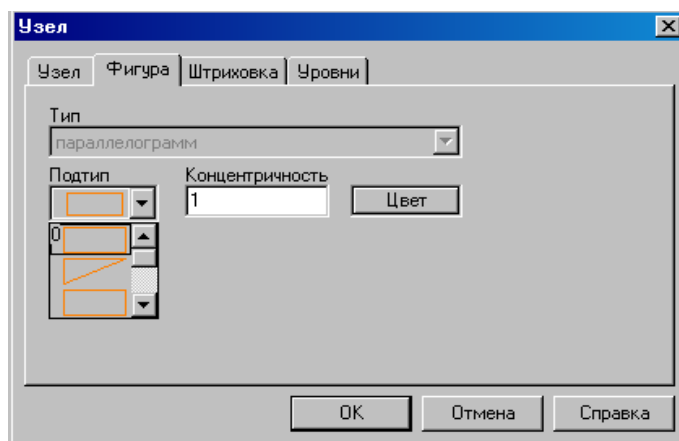 Узел
Узел Фигура Штриховка Уровни
Тип
параллелограмм
Подтип Концентричность
1 Цвет
0
OK Отмена Справка